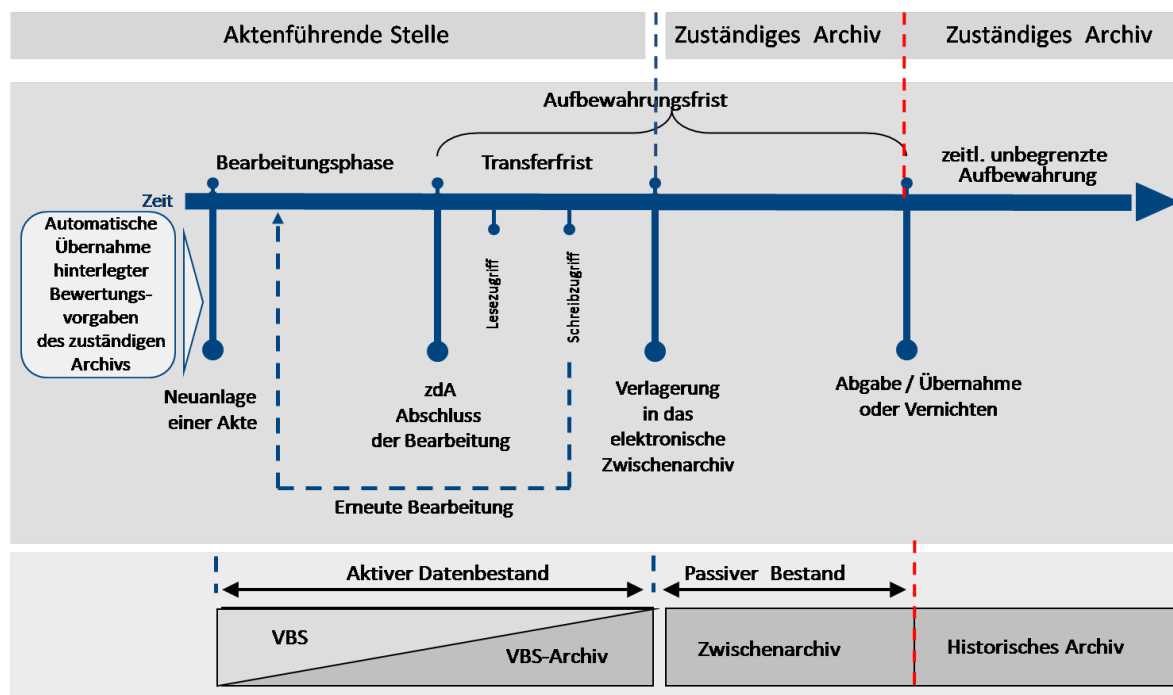 Aktenführende Stelle
Zuständiges Archiv
Zuständiges Archiv
Aufbewahrungsfrist
Bearbeitungsphase
Transferfrist
zeitl. unbegrenzte
Aufbewahrung
Zeit
Automatische
Übernahme
hinterlegter
Bewertungs-
vorgaben
des zuständigen
Archivs
Lesezugriff
Schreibzugriff
Neuanlage
einer Akte
zdA
Abschluss
der Bearbeitung
Verlagerung
in das
elektronische
Zwischenarchiv
Abgabe / Übernahme
oder Vernichten
Erneute Bearbeitung
Aktiver Datenbestand
Passiver Bestand
VBS
VBS-Archiv
Zwischenarchiv
Historisches Archiv